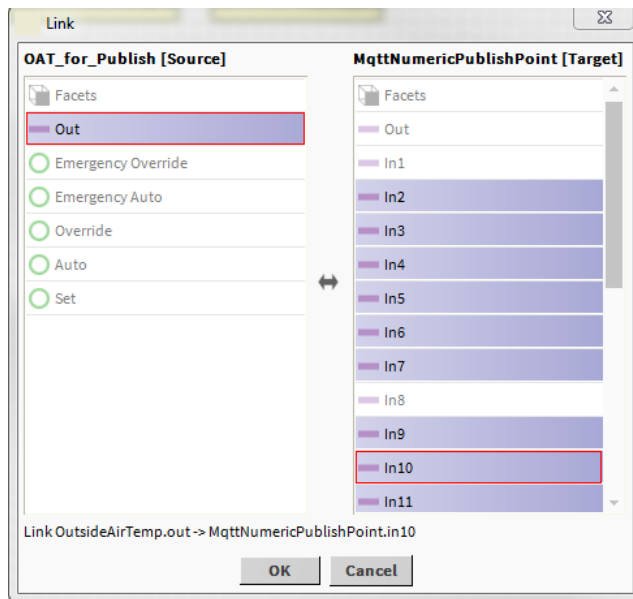 Link
OAT_for_Publish [Source]
MqttNumericPublishPoint [Target]
Facets
Out
Emergency Override
Emergency Auto
Override
Auto
Set
Facets
Out
In1
In2
In3
In4
In5
In6
In7
In8
In9
In10
In11
Link OutsideAirTemp.out -> MqttNumericPublishPoint.in10
OK
Cancel